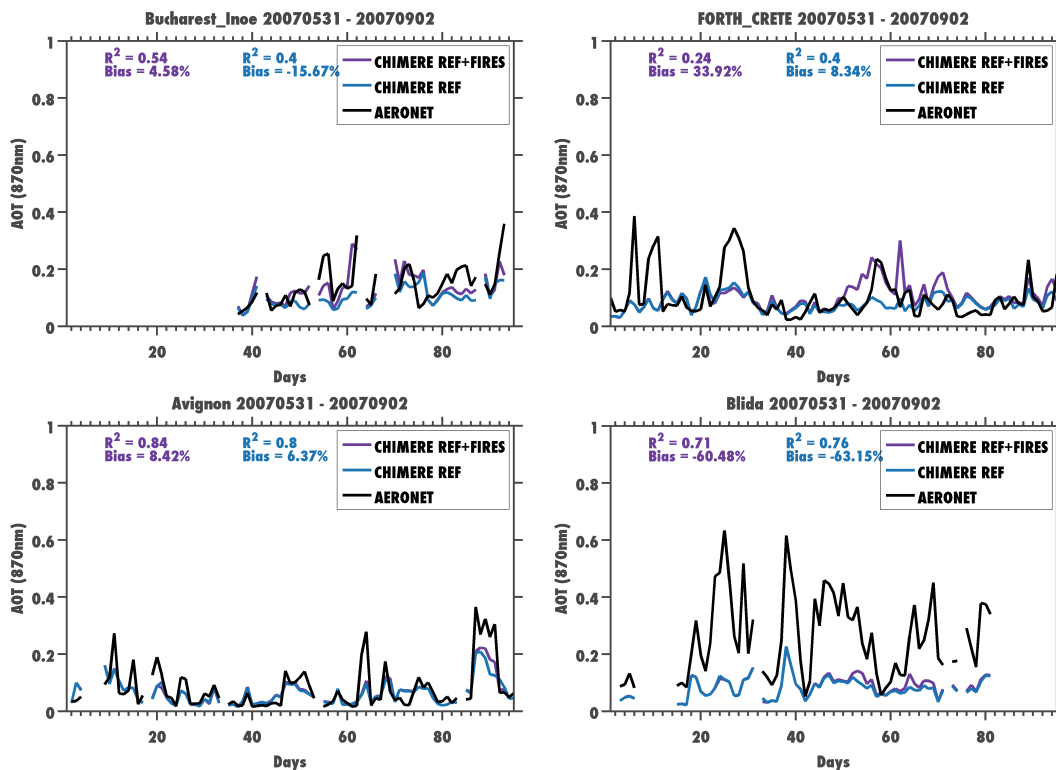 Bucharest_Inoe 20070531 - 20070902
R² = 0.54
Bias = 4.58%
R² = 0.4
Bias = -15.67%
CHIMERE REF+FIRES
CHIMERE REF
AERONET
AOT (870nm)
1
0.8
0.6
0.4
0.2
0
20 40 60 80
Days
FORTH_CRETE 20070531 - 20070902
R² = 0.24
Bias = 33.92%
R² = 0.4
Bias = 8.34%
CHIMERE REF+FIRES
CHIMERE REF
AERONET
AOT (870nm)
1
0.8
0.6
0.4
0.2
0
20 40 60 80
Days
Avignon 20070531 - 20070902
R² = 0.84
Bias = 8.42%
R² = 0.8
Bias = 6.37%
CHIMERE REF+FIRES
CHIMERE REF
AERONET
AOT (870nm)
1
0.8
0.6
0.4
0.2
0
20 40 60 80
Days
Blida 20070531 - 20070902
R² = 0.71
Bias = -60.48%
R² = 0.76
Bias = -63.15%
CHIMERE REF+FIRES
CHIMERE REF
AERONET
AOT (870nm)
1
0.8
0.6
0.4
0.2
0
20 40 60 80
Days